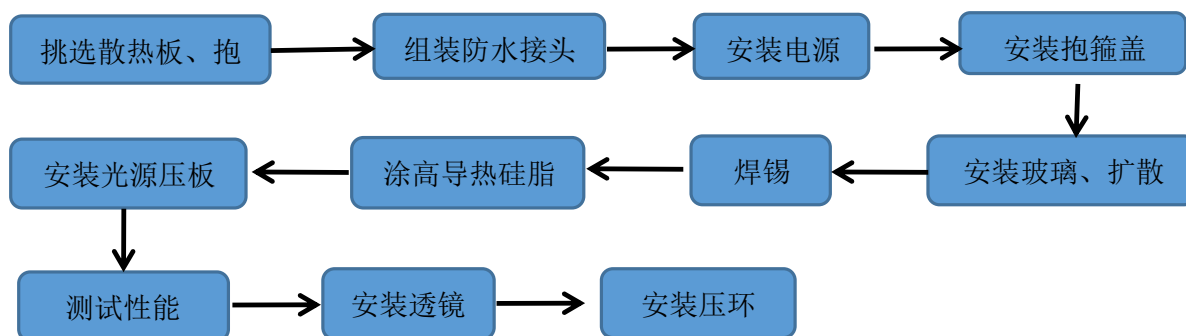 挑选散热板、抱
组装防水接头
安装电源
安装抱箍盖
安装玻璃、扩散
焊锡
涂高导热硅脂
安装光源压板
测试性能
安装透镜
安装压环